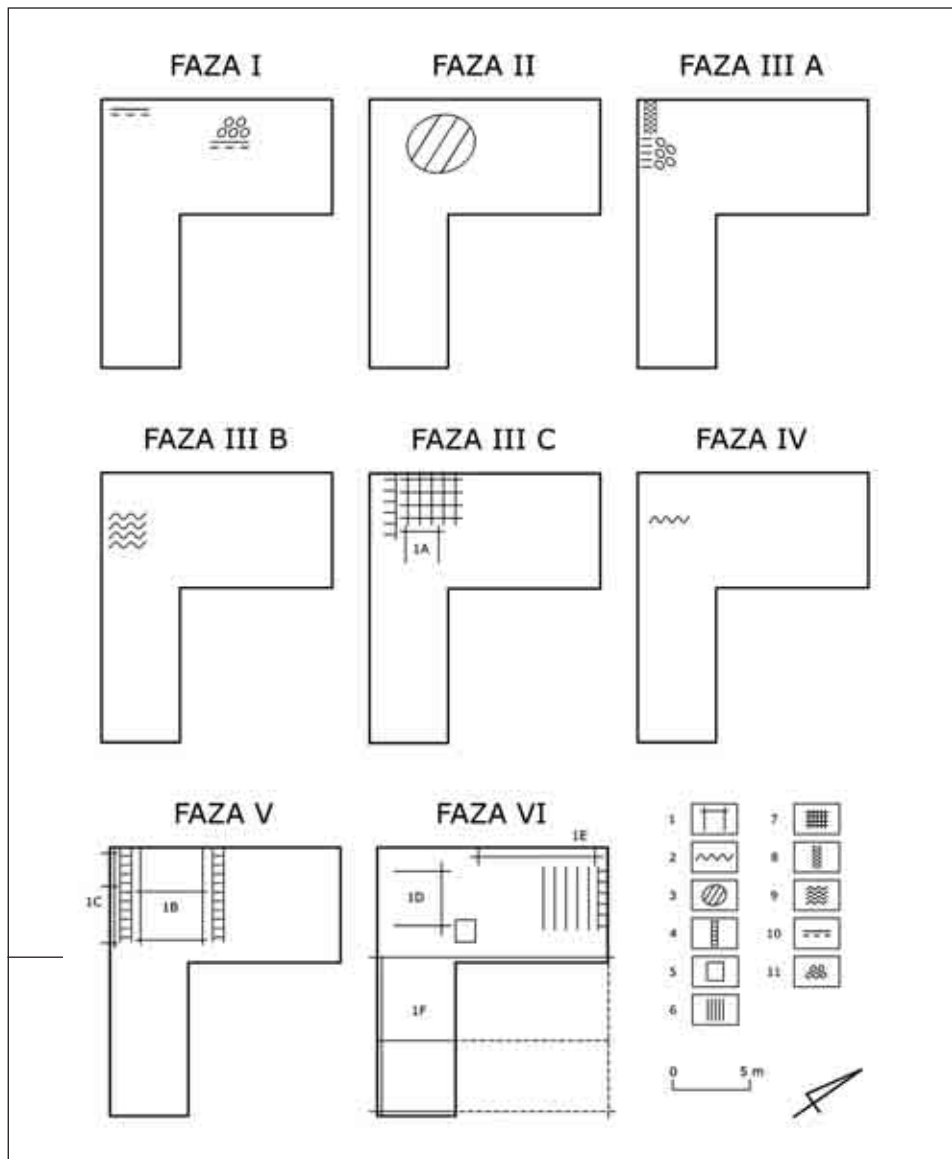 FAZA I
FAZA II
FAZA III A
FAZA III B
FAZA III C
FAZA IV
1A
FAZA V
FAZA VI
1C
1B
1D
1E
1F
1
2
3
4
5
6
7
8
9
10
11
0 5 m